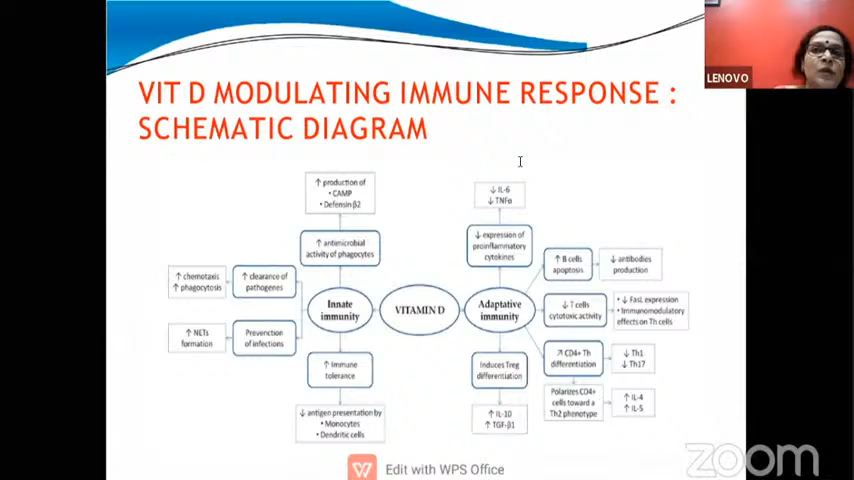 LENOVO
VIT D MODULATING IMMUNE RESPONSE :
SCHEMATIC DIAGRAM
↑ production of
• CAMP
• Defensin β2
↑ antimicrobial
activity of phagocytes
↑ chemotaxis
↑ phagocytosis
↑ clearance of
pathogenes
↑ NETs
formation
Prevention
of infections
Innate
immunity
↑ Immune
tolerance
↓ antigen presentation by
• Monocytes
• Dendritic cells
VITAMIN D
↓ IL-6
↓ TNFα
↓ expression of
proinflammatory
cytokines
Adaptative
immunity
↑ B cells
apoptosis
↓ antibodies
production
↓ T cells
cytotoxic activity
• ↓ FasL expression
• Immunomodulatory
effects on Th cells
↗ CD4+ Th
differentiation
↓ Th1
↓ Th17
Polarizes CD4+
cells toward a
Th2 phenotype
↑ IL-4
↑ IL-5
Induces Treg
differentiation
↑ IL-10
↑ TGF-β1
Edit with WPS Office
zoom